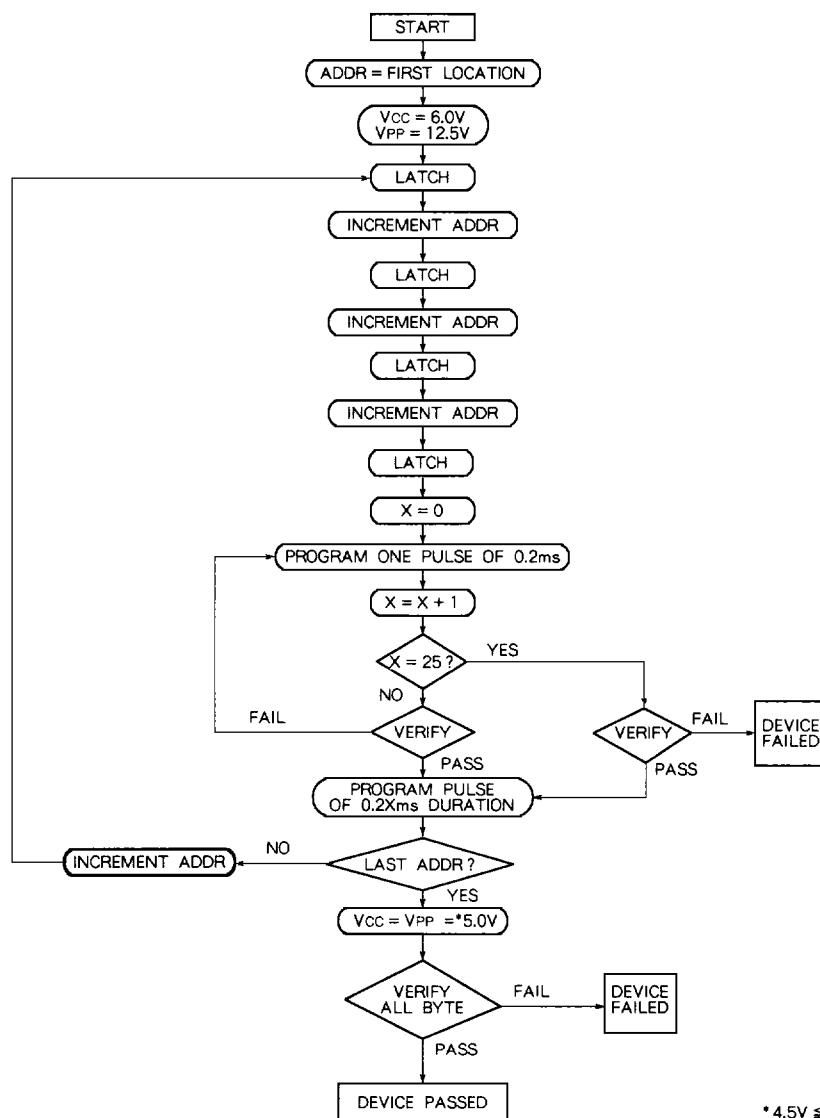 START
ADDR = FIRST LOCATION
VCC = 6.0V
VPP = 12.5V
LATCH
INCREMENT ADDR
LATCH
INCREMENT ADDR
LATCH
INCREMENT ADDR
LATCH
X = 0
PROGRAM ONE PULSE OF 0.2ms
X = X + 1
X = 25 ?
YES
NO
FAIL
VERIFY
PASS
VERIFY
FAIL
PASS
DEVICE
FAILED
PROGRAM PULSE
OF 0.2Xms DURATION
INCREMENT ADDR
NO
LAST ADDR ?
YES
VCC = VPP = *5.0V
VERIFY
ALL BYTE
FAIL
DEVICE
FAILED
PASS
DEVICE PASSED
* 4.5V ≦